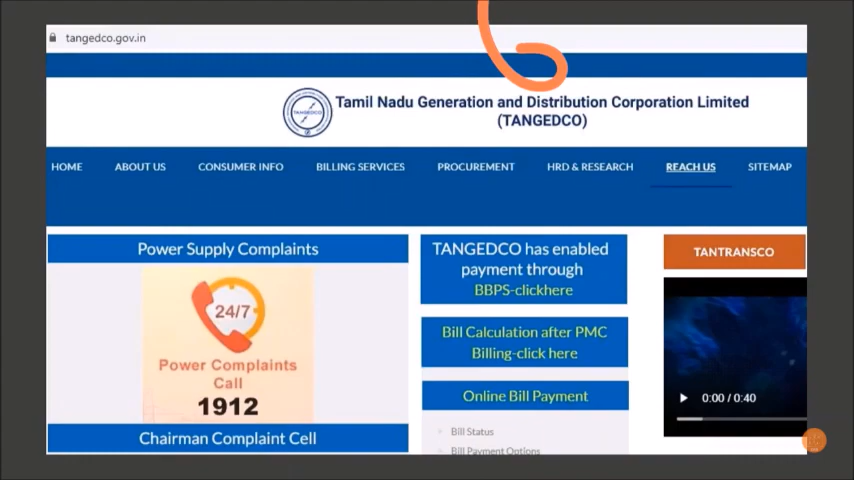 tangedco.gov.in
TANGEDCO
Tamil Nadu Generation and Distribution Corporation Limited
(TANGEDCO)
HOME ABOUT US CONSUMER INFO BILLING SERVICES PROCUREMENT HRD & RESEARCH REACH US SITEMAP
Power Supply Complaints
24/7
Power Complaints
Call
1912
Chairman Complaint Cell
TANGEDCO has enabled
payment through
BBPS-clickhere
Bill Calculation after PMC
Billing-click here
Online Bill Payment
Bill Status
Bill Payment Options
TANTRANSCO
0:00 / 0:40